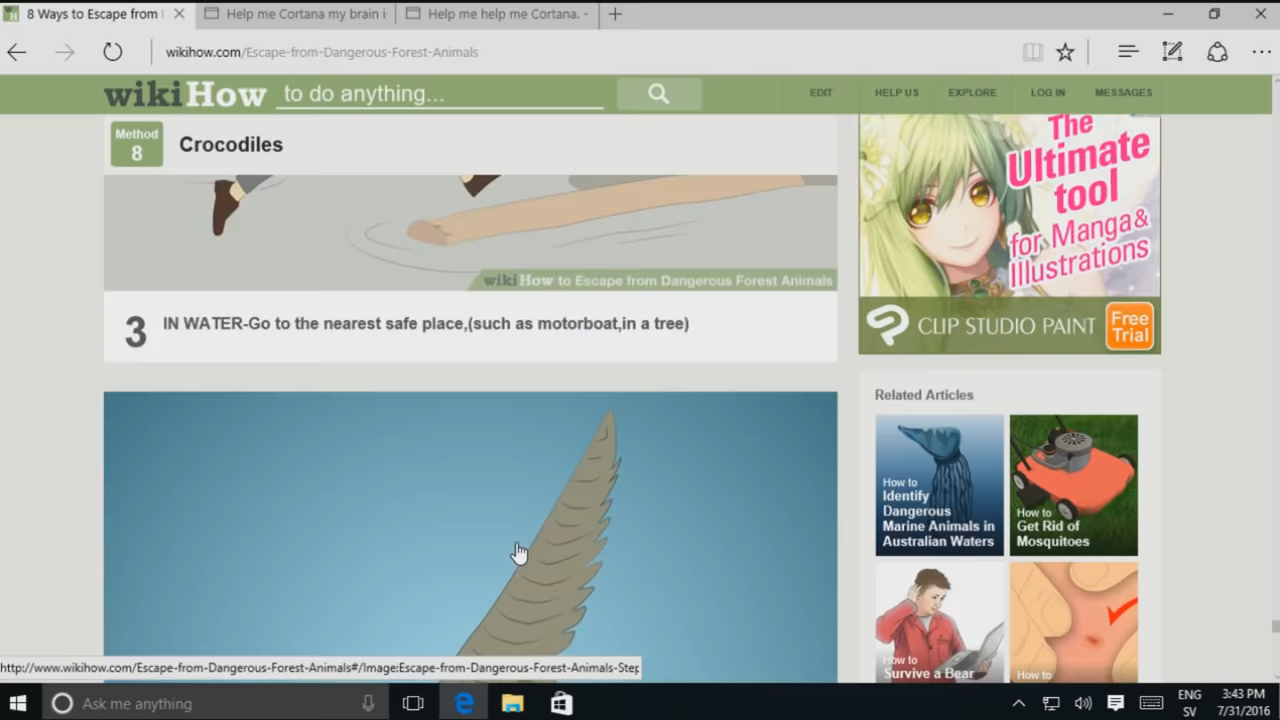 8 Ways to Escape from
Help me Cortana my brain i
Help me help me Cortana. -
wikihow.com/Escape-from-Dangerous-Forest-Animals
wikiHow to do anything...
EDIT
HELP US
EXPLORE
LOG IN
MESSAGES
Method
8
Crocodiles
wikiHow to Escape from Dangerous Forest Animals
3
IN WATER-Go to the nearest safe place,(such as motorboat,in a tree)
The
Ultimate
tool
for Manga&
Illustrations
CLIP STUDIO PAINT
Free
Trial
Related Articles
How to
Identify
Dangerous
Marine Animals in
Australian Waters
How to
Get Rid of
Mosquitoes
How to
Survive a Bear
How to
http://www.wikihow.com/Escape-from-Dangerous-Forest-Animals#/Image:Escape-from-Dangerous-Forest-Animals-Step
Ask me anything
ENG
SV
3:43 PM
7/31/2016